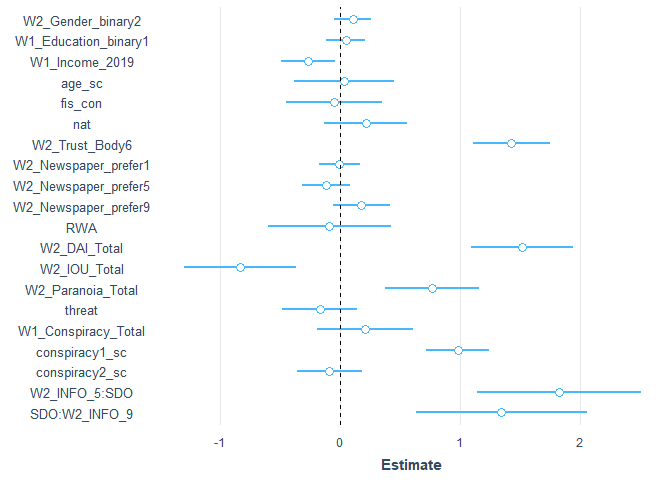 W2_Gender_binary2
W1_Education_binary1
W1_Income_2019
age_sc
fis_con
nat
W2_Trust_Body6
W2_Newspaper_prefer1
W2_Newspaper_prefer5
W2_Newspaper_prefer9
RWA
W2_DAI_Total
W2_IOU_Total
W2_Paranoia_Total
threat
W1_Conspiracy_Total
conspiracy1_sc
conspiracy2_sc
W2_INFO_5:SDO
SDO:W2_INFO_9
-1 0 1 2
Estimate